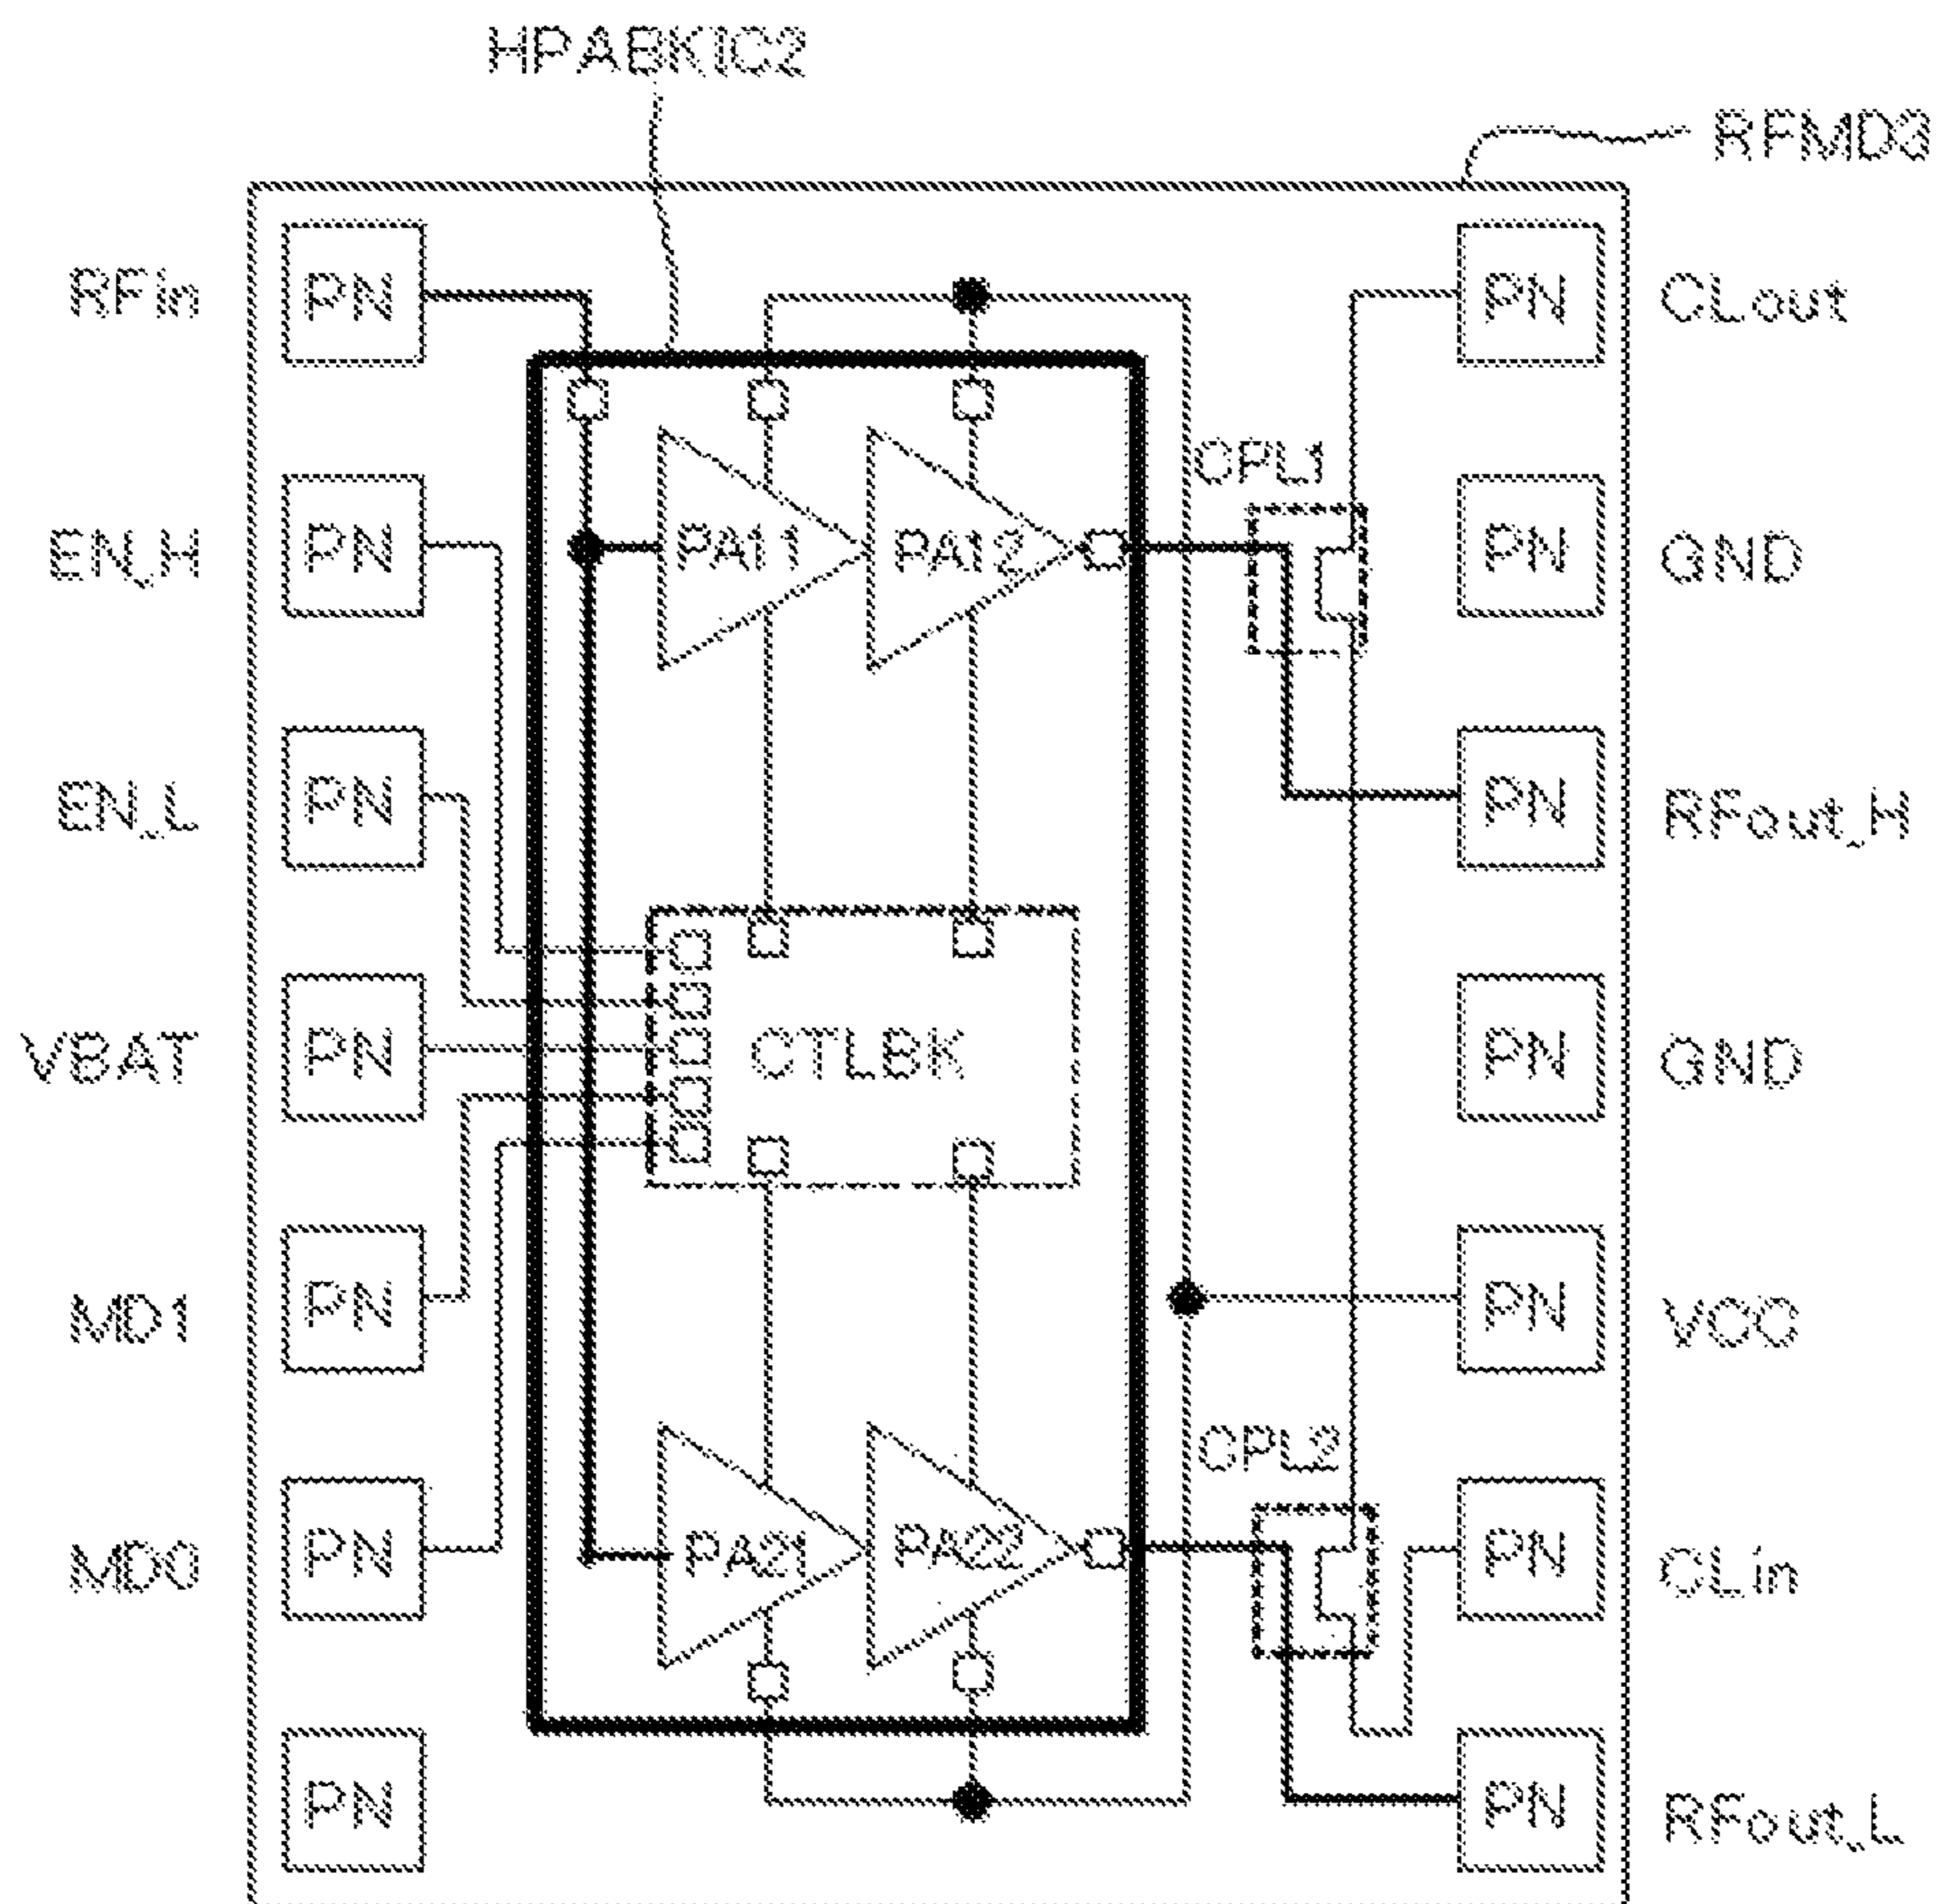 HPABKIC2
RFMD3
RFin PN PN CLout
CPL1
EN_H PN PA11 PA12 PN GND
EN_L PN PN RFout_H
VBAT PN CTLBK PN GND
MD1 PN PN VCC
CPL2
MD0 PN PA21 PA22 PN CLin
PN PN RFout_L